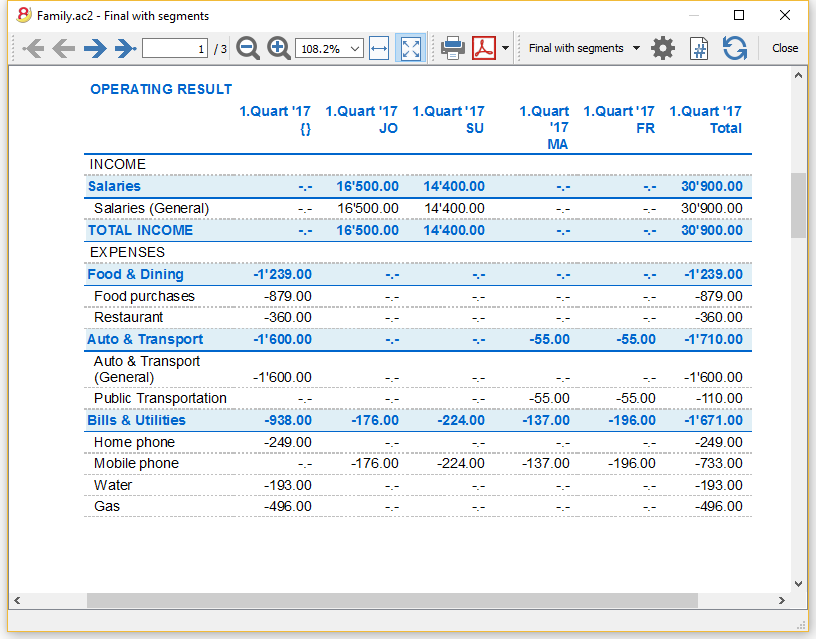 Family.ac2 - Final with segments
1 / 3 108.2% Final with segments Close
OPERATING RESULT
1.Quart '17 1.Quart '17 1.Quart '17 1.Quart 1.Quart '17 1.Quart '17
{} JO SU '17 FR Total
MA
INCOME
Salaries -.- 16'500.00 14'400.00 -.- -.- 30'900.00
Salaries (General) -.- 16'500.00 14'400.00 -.- -.- 30'900.00
TOTAL INCOME -.- 16'500.00 14'400.00 -.- -.- 30'900.00
EXPENSES
Food & Dining -1'239.00 -.- -.- -.- -.- -1'239.00
Food purchases -879.00 -.- -.- -.- -.- -879.00
Restaurant -360.00 -.- -.- -.- -.- -360.00
Auto & Transport -1'600.00 -.- -.- -55.00 -55.00 -1'710.00
Auto & Transport
(General) -1'600.00 -.- -.- -.- -.- -1'600.00
Public Transportation -.- -.- -.- -55.00 -55.00 -110.00
Bills & Utilities -938.00 -176.00 -224.00 -137.00 -196.00 -1'671.00
Home phone -249.00 -.- -.- -.- -.- -249.00
Mobile phone -.- -176.00 -224.00 -137.00 -196.00 -733.00
Water -193.00 -.- -.- -.- -.- -193.00
Gas -496.00 -.- -.- -.- -.- -496.00